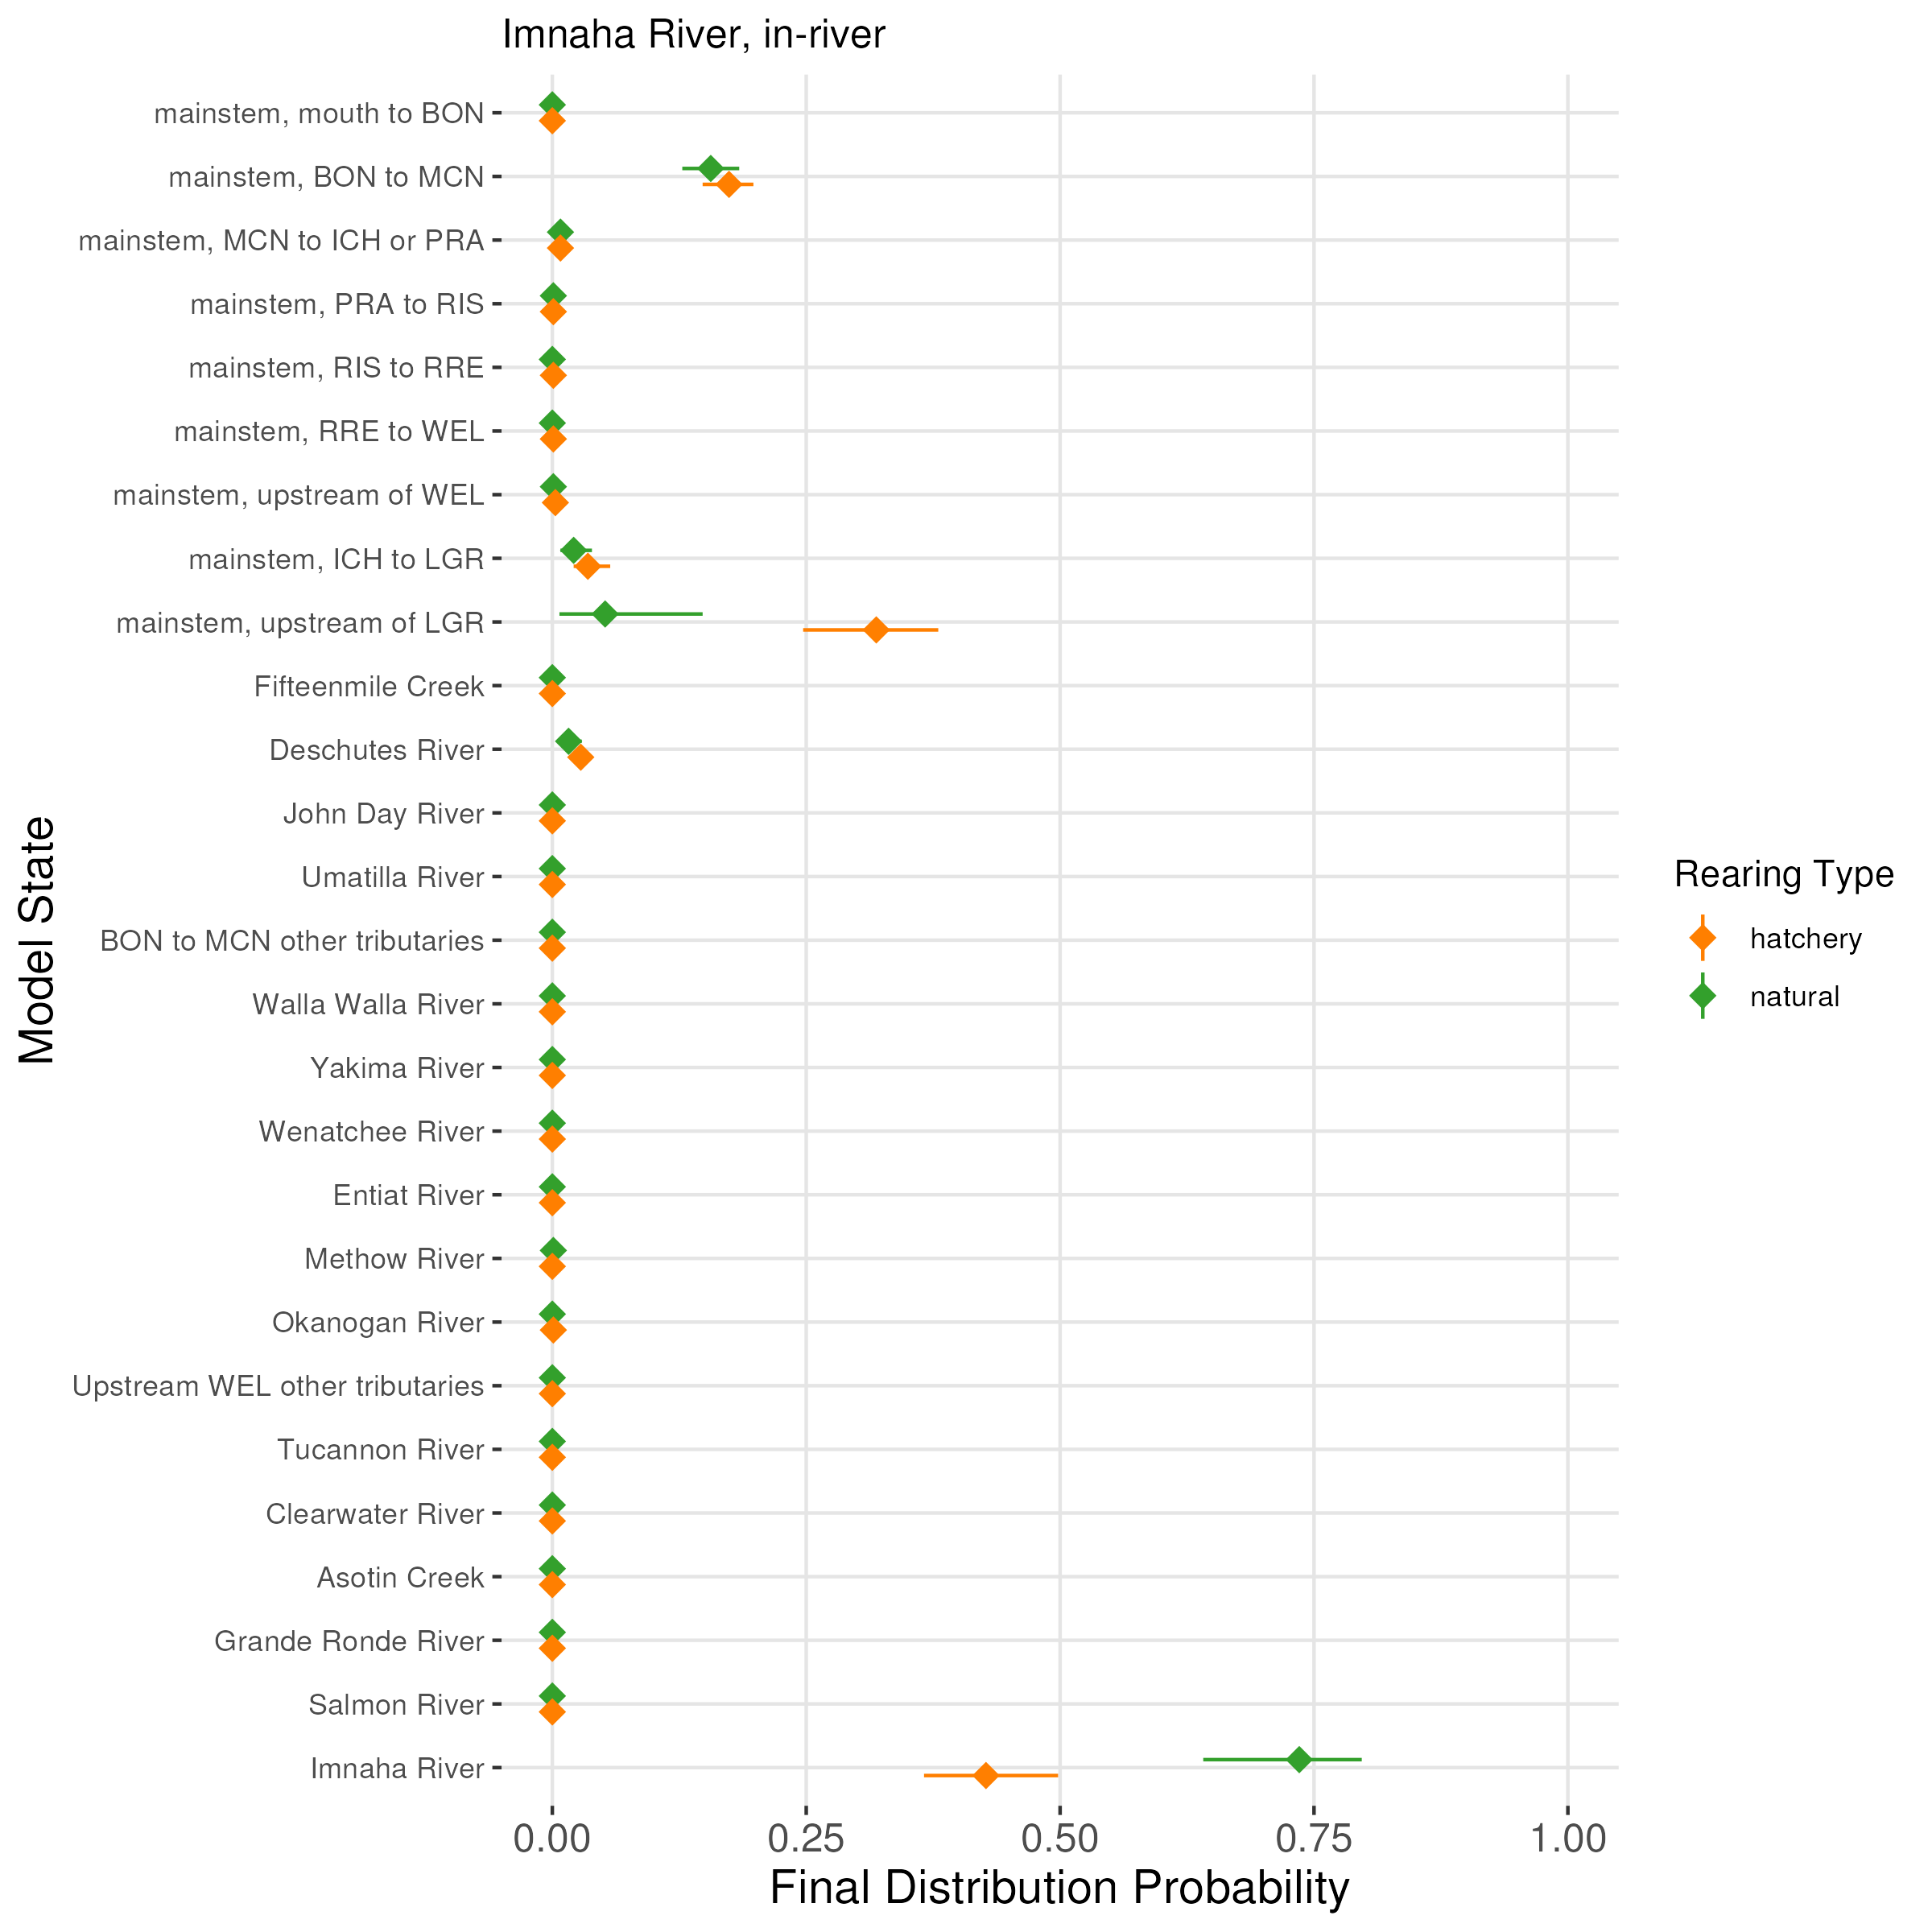 Imnaha River, in-river
mainstem, mouth to BON
mainstem, BON to MCN
mainstem, MCN to ICH or PRA
mainstem, PRA to RIS
mainstem, RIS to RRE
mainstem, RRE to WEL
mainstem, upstream of WEL
mainstem, ICH to LGR
mainstem, upstream of LGR
Fifteenmile Creek
Deschutes River
John Day River
Umatilla River
BON to MCN other tributaries
Walla Walla River
Yakima River
Wenatchee River
Entiat River
Methow River
Okanogan River
Upstream WEL other tributaries
Tucannon River
Clearwater River
Asotin Creek
Grande Ronde River
Salmon River
Imnaha River
Model State
0.00 0.25 0.50 0.75 1.00
Final Distribution Probability
Rearing Type
hatchery
natural